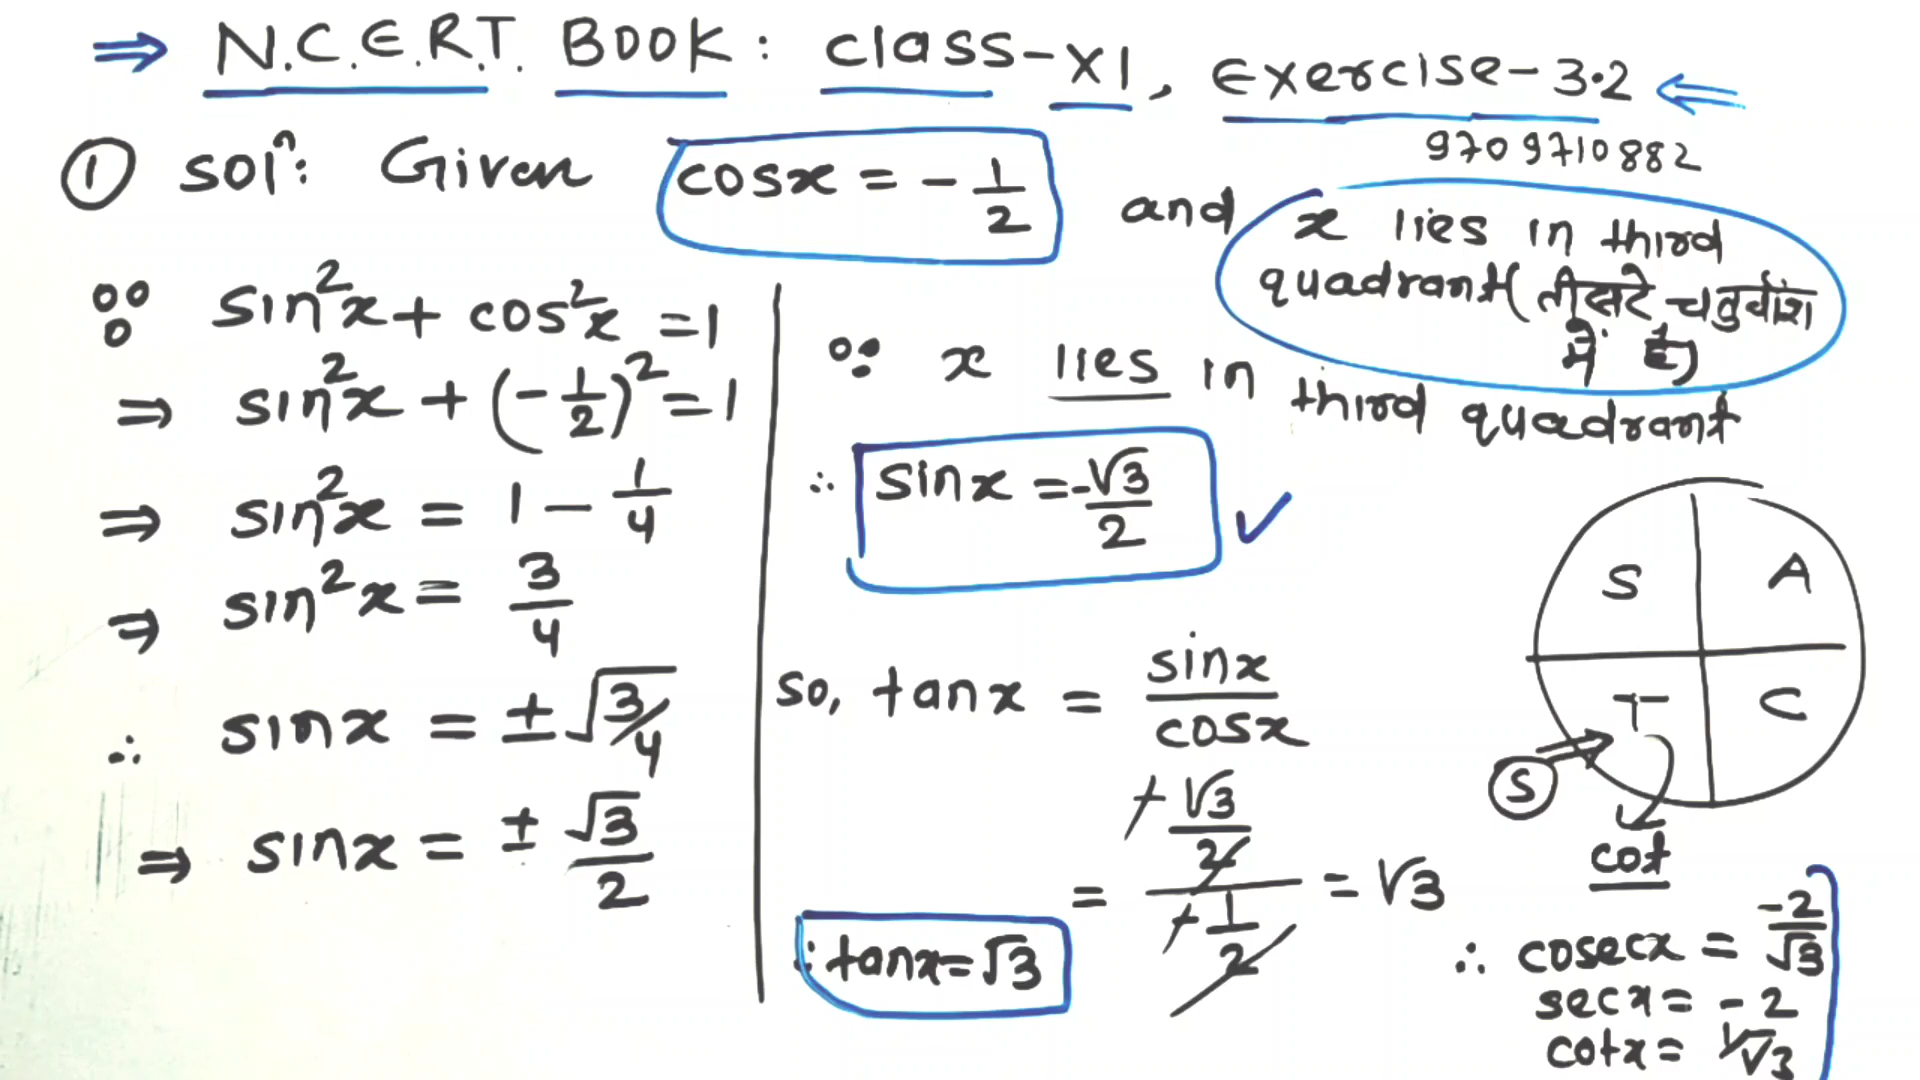 ⇒ N.C.E.R.T. BOOK: class-XI, Exercise-3.2 ⇐
9709710882
① solⁿ: Given cosx = -1/2 and x lies in third
quadrant (तीसरे चतुर्थांश
में है)
∵ sin²x + cos²x = 1
⇒ sin²x + (-1/2)² = 1
⇒ sin²x = 1 - 1/4
⇒ sin²x = 3/4
∴ sinx = ±√3/4
⇒ sinx = ± √3/2
∵ x lies in third quadrant
∴ sinx = -√3/2 ✓
so, tanx = sinx/cosx
= (-√3/2)/(-1/2) = √3
∴ tanx = √3
S A
T C
S
cot
∴ cosecx = -2/√3
secx = -2
cotx = 1/√3